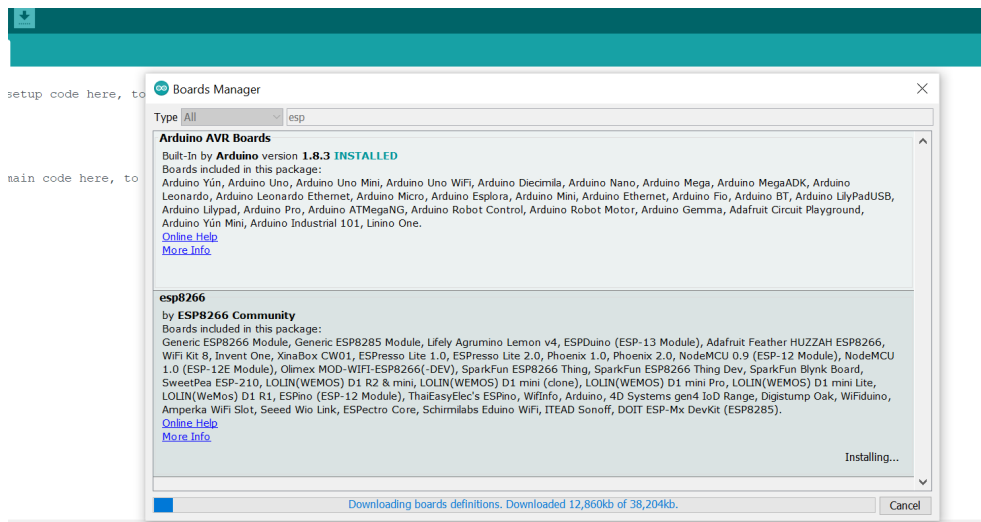 Boards Manager
setup code here, to
Type All esp
Arduino AVR Boards
Built-In by Arduino version 1.8.3 INSTALLED
Boards included in this package:
main code here, to
Arduino Yún, Arduino Uno, Arduino Uno Mini, Arduino Uno WiFi, Arduino Diecimila, Arduino Nano, Arduino Mega, Arduino MegaADK, Arduino
Leonardo, Arduino Leonardo Ethernet, Arduino Micro, Arduino Esplora, Arduino Mini, Arduino Ethernet, Arduino Fio, Arduino BT, Arduino LilyPadUSB,
Arduino Lilypad, Arduino Pro, Arduino ATMegaNG, Arduino Robot Control, Arduino Robot Motor, Arduino Gemma, Adafruit Circuit Playground,
Arduino Yún Mini, Arduino Industrial 101, Linino One.
Online Help
More Info
esp8266
by ESP8266 Community
Boards included in this package:
Generic ESP8266 Module, Generic ESP8285 Module, Lifely Agrumino Lemon v4, ESPDuino (ESP-13 Module), Adafruit Feather HUZZAH ESP8266,
WiFi Kit 8, Invent One, XinaBox CW01, ESPresso Lite 1.0, ESPresso Lite 2.0, Phoenix 1.0, Phoenix 2.0, NodeMCU 0.9 (ESP-12 Module), NodeMCU
1.0 (ESP-12E Module), Olimex MOD-WIFI-ESP8266(-DEV), SparkFun ESP8266 Thing, SparkFun ESP8266 Thing Dev, SparkFun Blynk Board,
SweetPea ESP-210, LOLIN(WEMOS) D1 R2 & mini, LOLIN(WEMOS) D1 mini (clone), LOLIN(WEMOS) D1 mini Pro, LOLIN(WEMOS) D1 mini Lite,
LOLIN(WeMos) D1 R1, ESPino (ESP-12 Module), ThaiEasyElec's ESPino, WifInfo, Arduino, 4D Systems gen4 IoD Range, Digistump Oak, WiFiduino,
Amperka WiFi Slot, Seeed Wio Link, ESPectro Core, Schirmilabs Eduino WiFi, ITEAD Sonoff, DOIT ESP-Mx DevKit (ESP8285).
Online Help
More Info
Installing...
Downloading boards definitions. Downloaded 12,860kb of 38,204kb.
Cancel